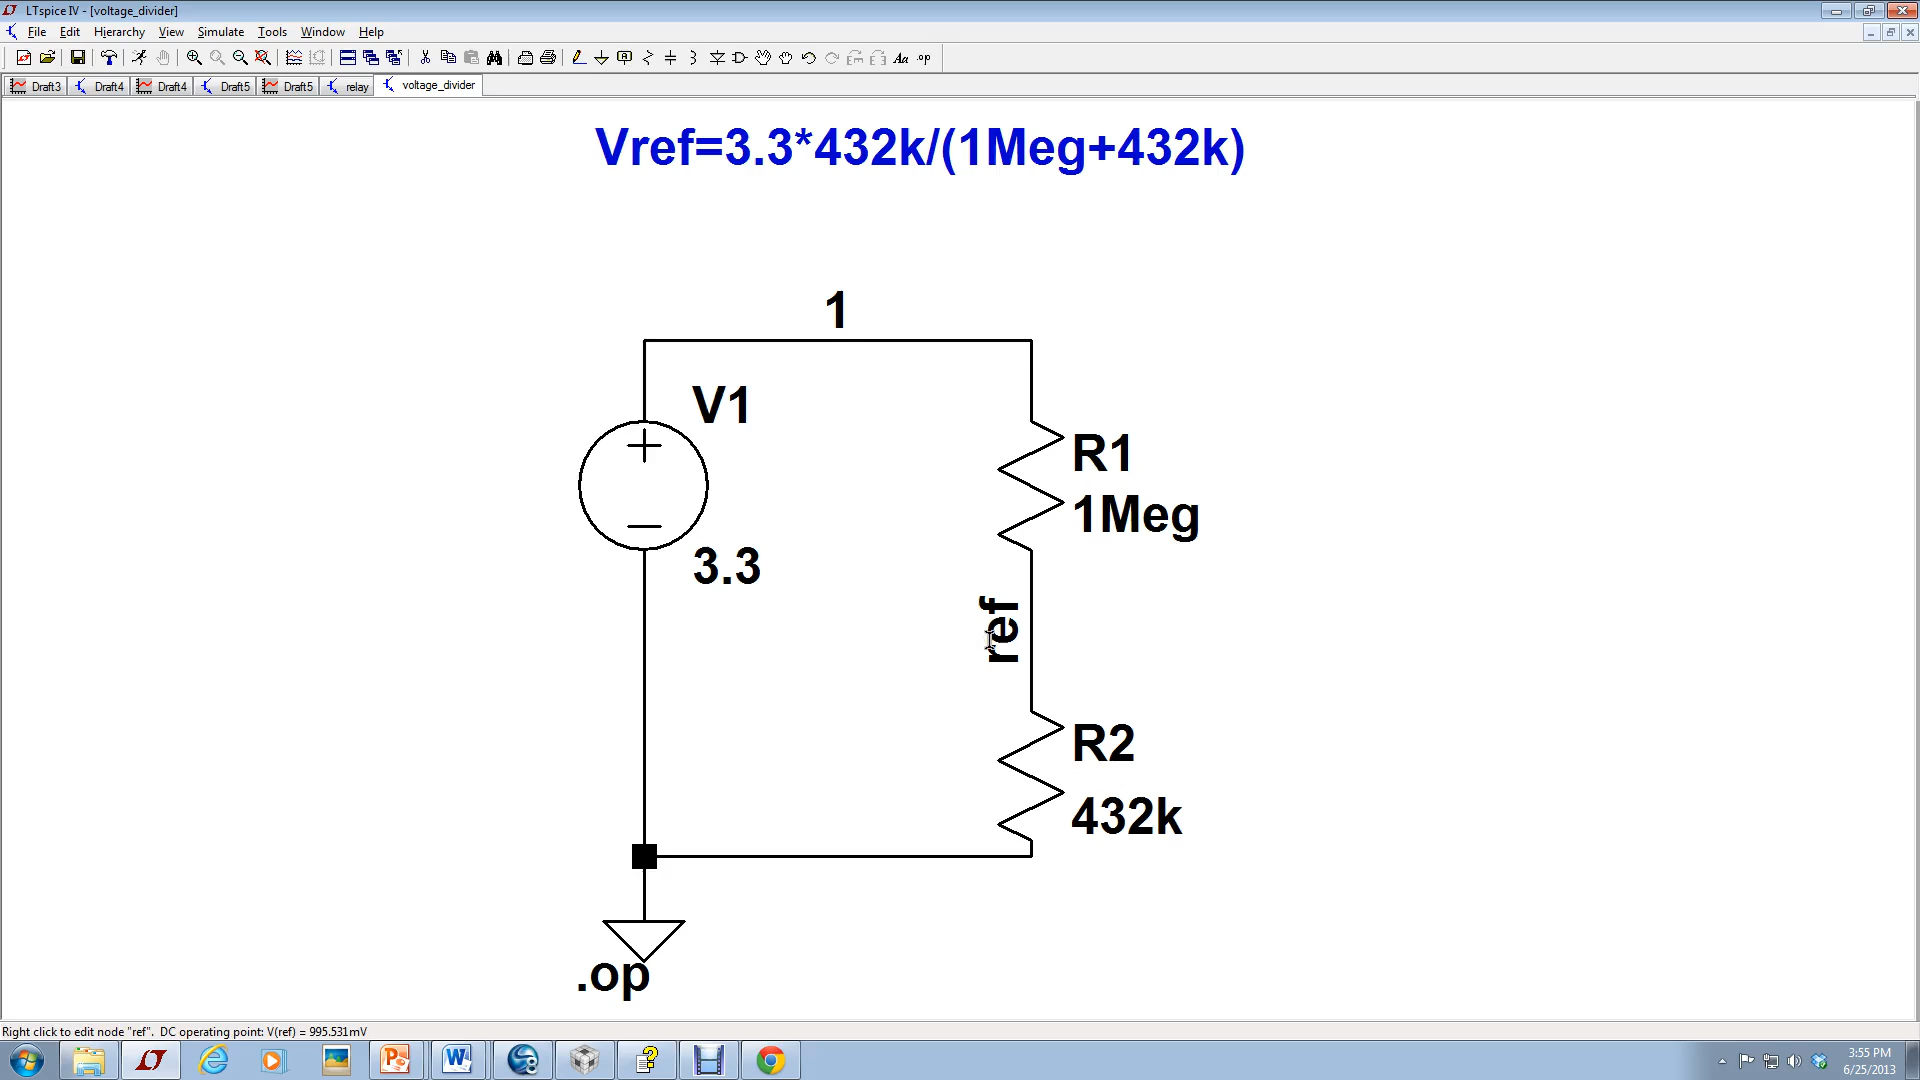 LTspice IV - [voltage_divider]
File Edit Hierarchy View Simulate Tools Window Help
Aa .op
Draft3 Draft4 Draft4 Draft5 Draft5 relay voltage_divider
Vref=3.3*432k/(1Meg+432k)
1
V1
3.3
R1
1Meg
ref
R2
432k
.op
Right click to edit node "ref". DC operating point: V(ref) = 995.531mV
3:55 PM
6/25/2013